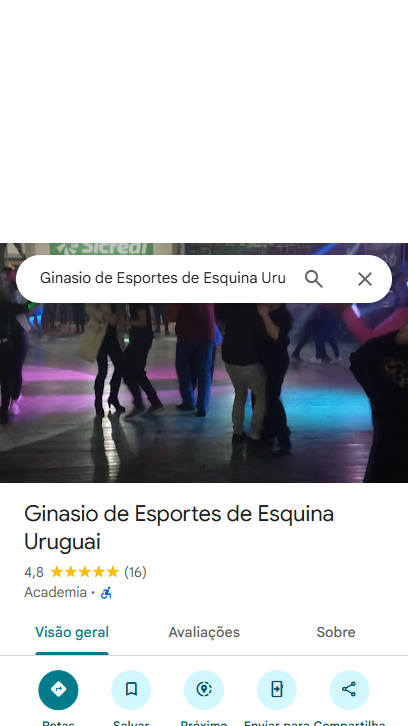 Sicredi
Ginasio de Esportes de Esquina Uru
Ginasio de Esportes de Esquina
Uruguai
4,8 (16)
Academia ·
Visão geral Avaliações Sobre
Rotas Salvar Próximo Enviar para Compartilha